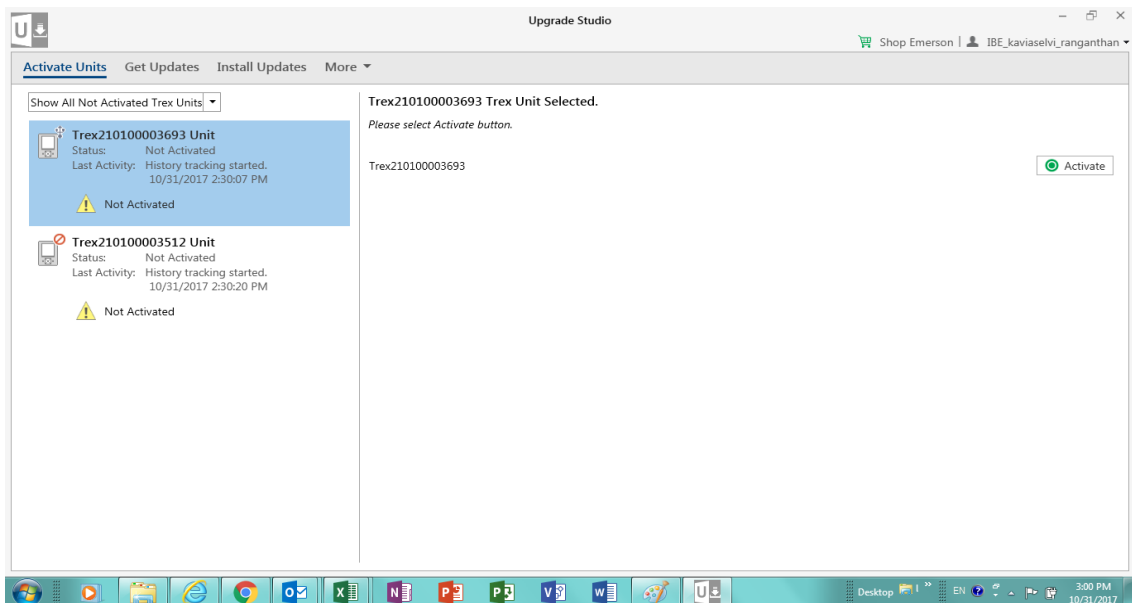 Upgrade Studio
Shop Emerson | IBE_kaviaselvi_ranganthan
Activate Units Get Updates Install Updates More
Show All Not Activated Trex Units
Trex210100003693 Unit
Status: Not Activated
Last Activity: History tracking started.
10/31/2017 2:30:07 PM
Not Activated
Trex210100003512 Unit
Status: Not Activated
Last Activity: History tracking started.
10/31/2017 2:30:20 PM
Not Activated
Trex210100003693 Trex Unit Selected.
Please select Activate button.
Trex210100003693
Activate
Desktop
EN
3:00 PM
10/31/2017